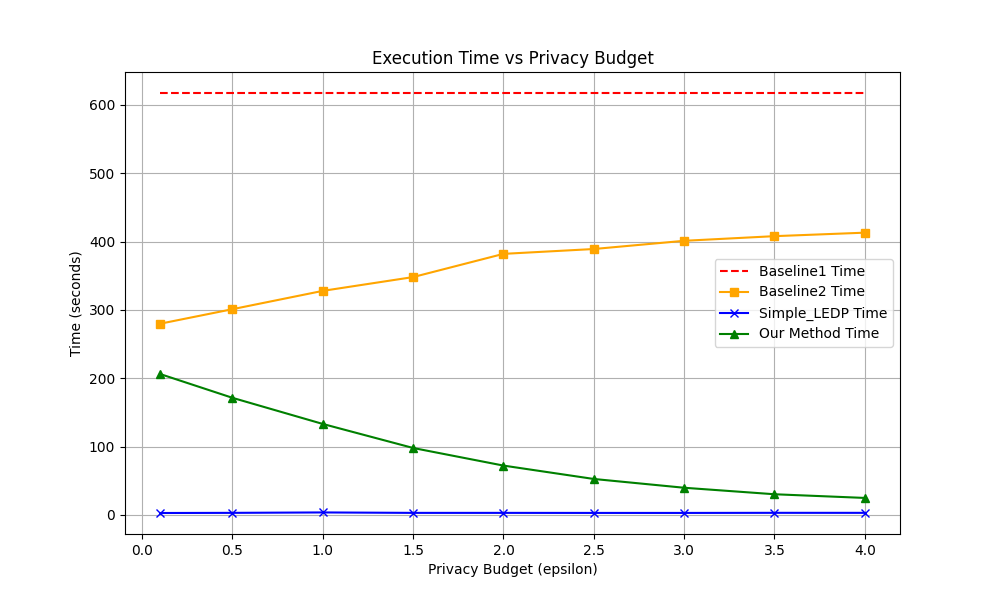 Execution Time vs Privacy Budget
Time (seconds)
600
500
400
300
200
100
0
Baseline1 Time
Baseline2 Time
Simple_LEDP Time
Our Method Time
0.0 0.5 1.0 1.5 2.0 2.5 3.0 3.5 4.0
Privacy Budget (epsilon)